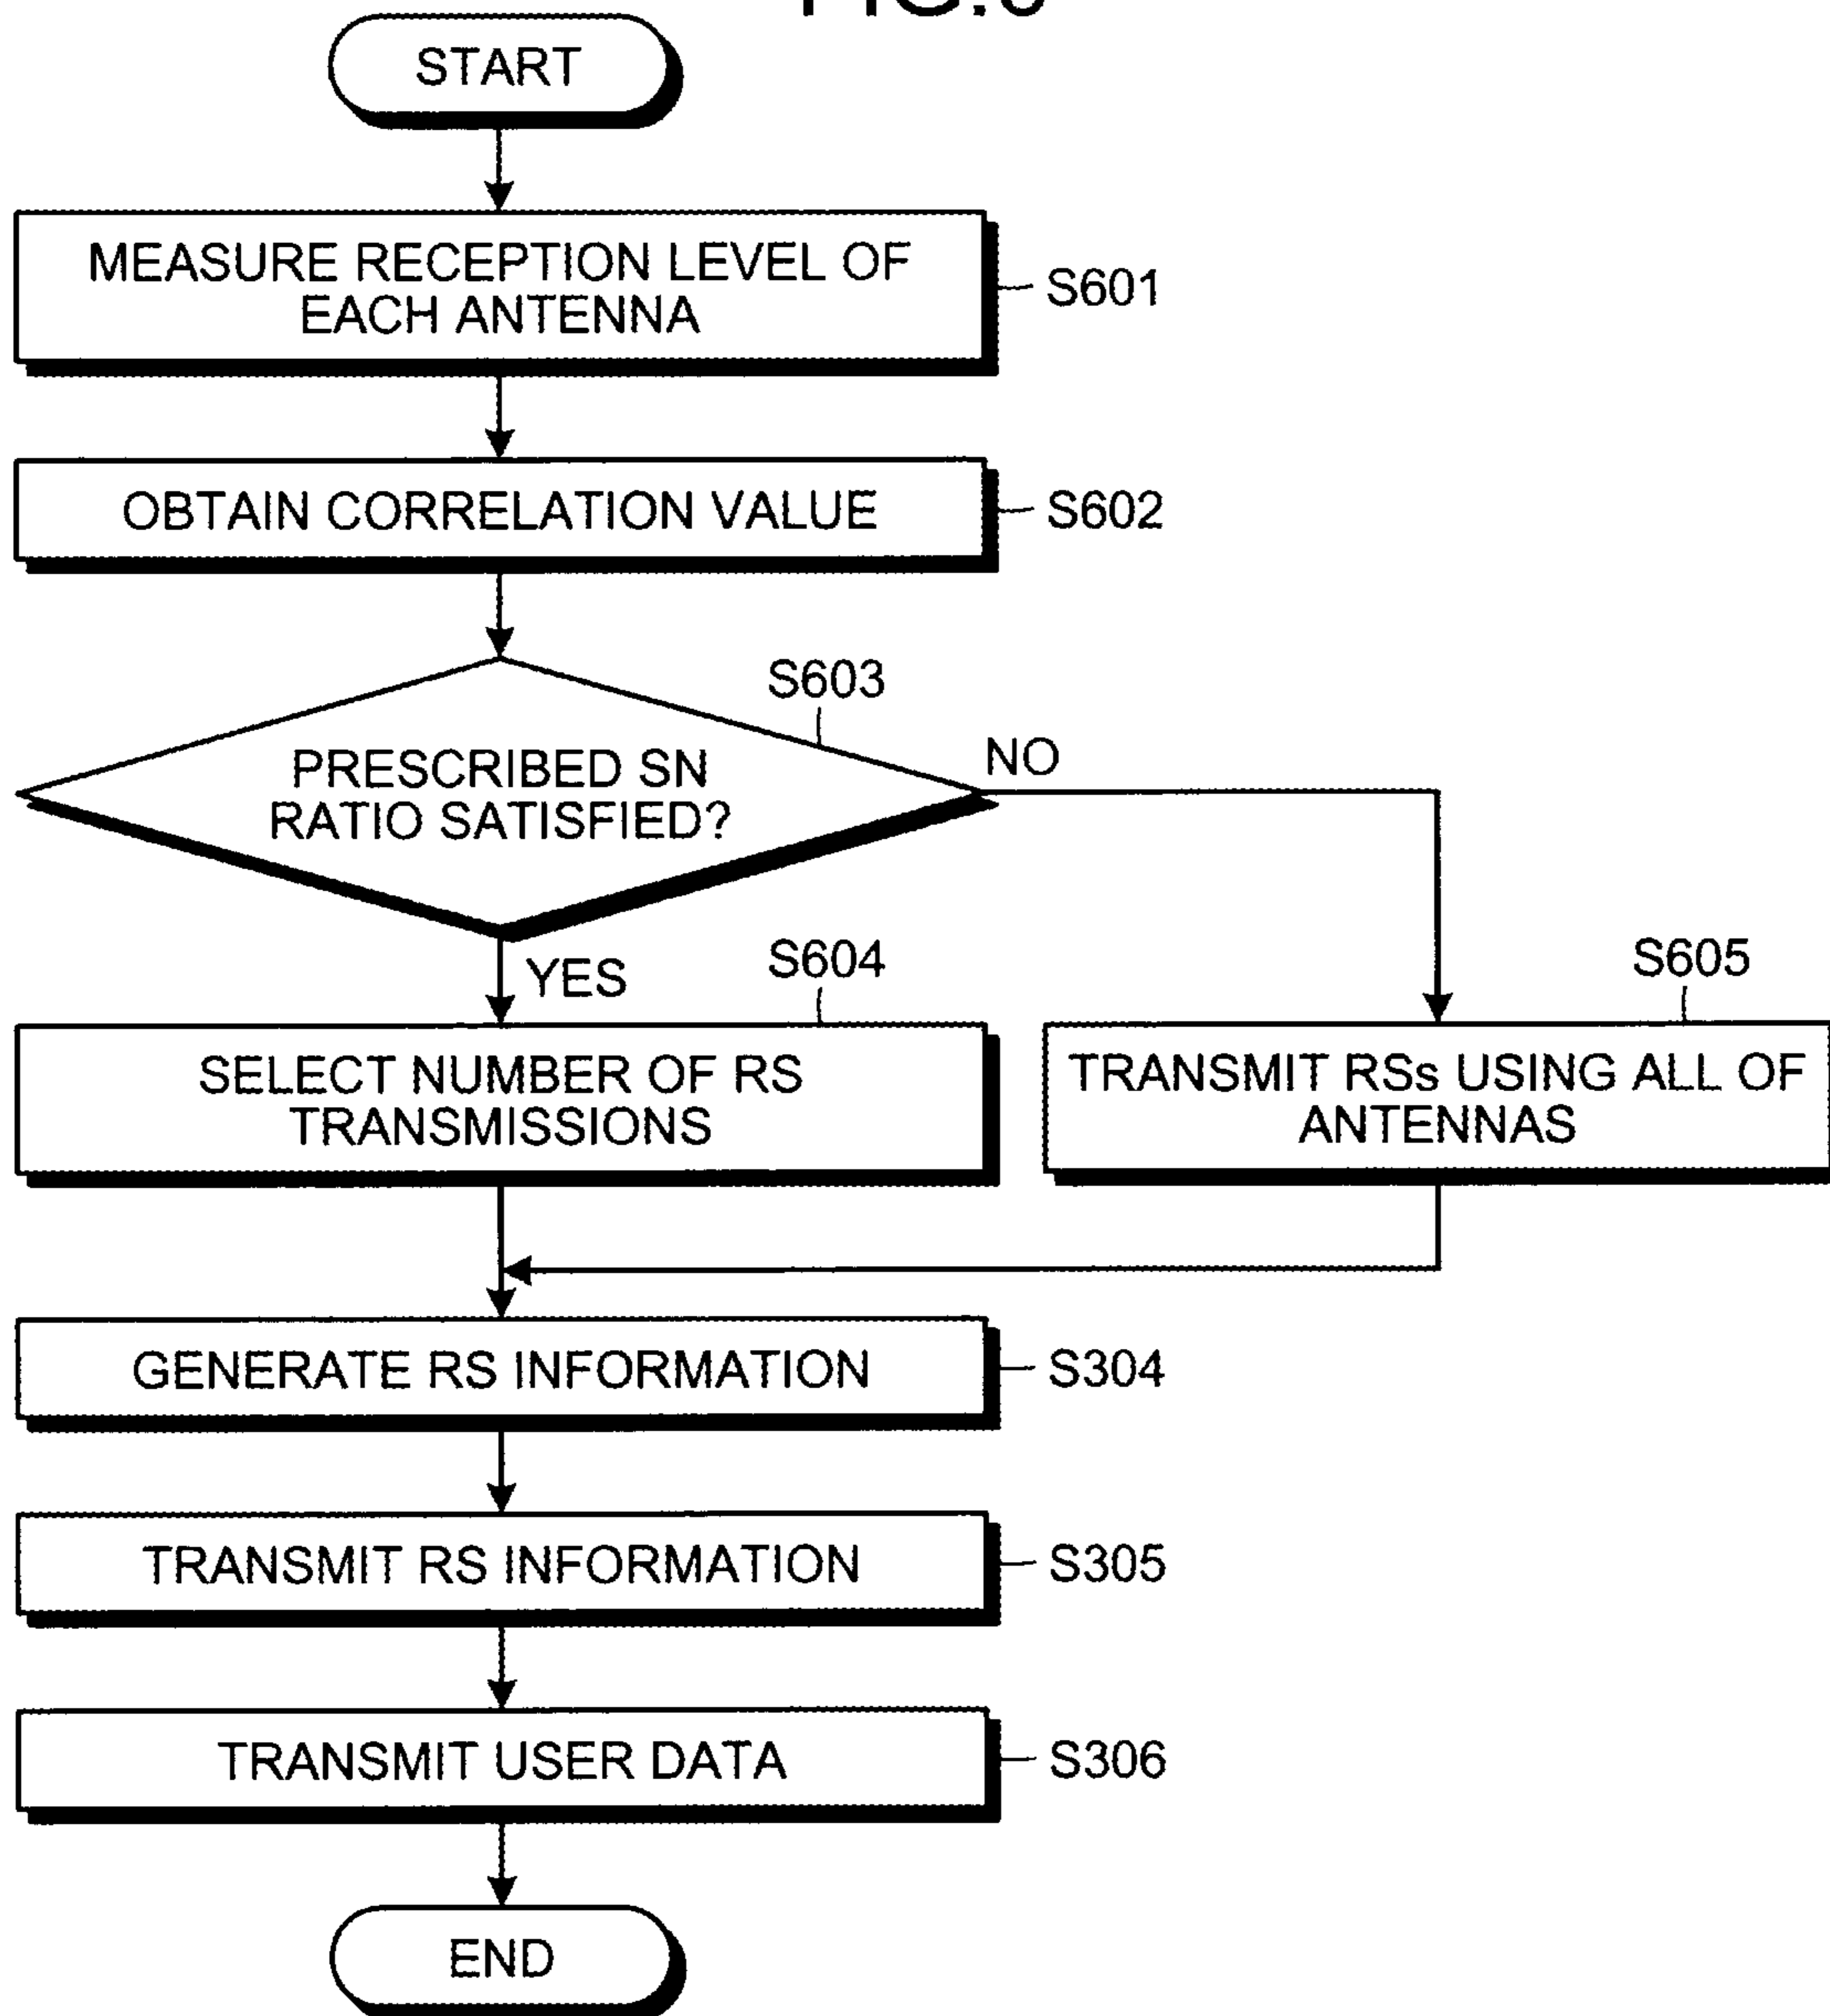 START
MEASURE RECEPTION LEVEL OF
EACH ANTENNA
S601
OBTAIN CORRELATION VALUE
S602
S603
PRESCRIBED SN
RATIO SATISFIED?
NO
YES
S604
S605
SELECT NUMBER OF RS
TRANSMISSIONS
TRANSMIT RSs USING ALL OF
ANTENNAS
GENERATE RS INFORMATION
S304
TRANSMIT RS INFORMATION
S305
TRANSMIT USER DATA
S306
END